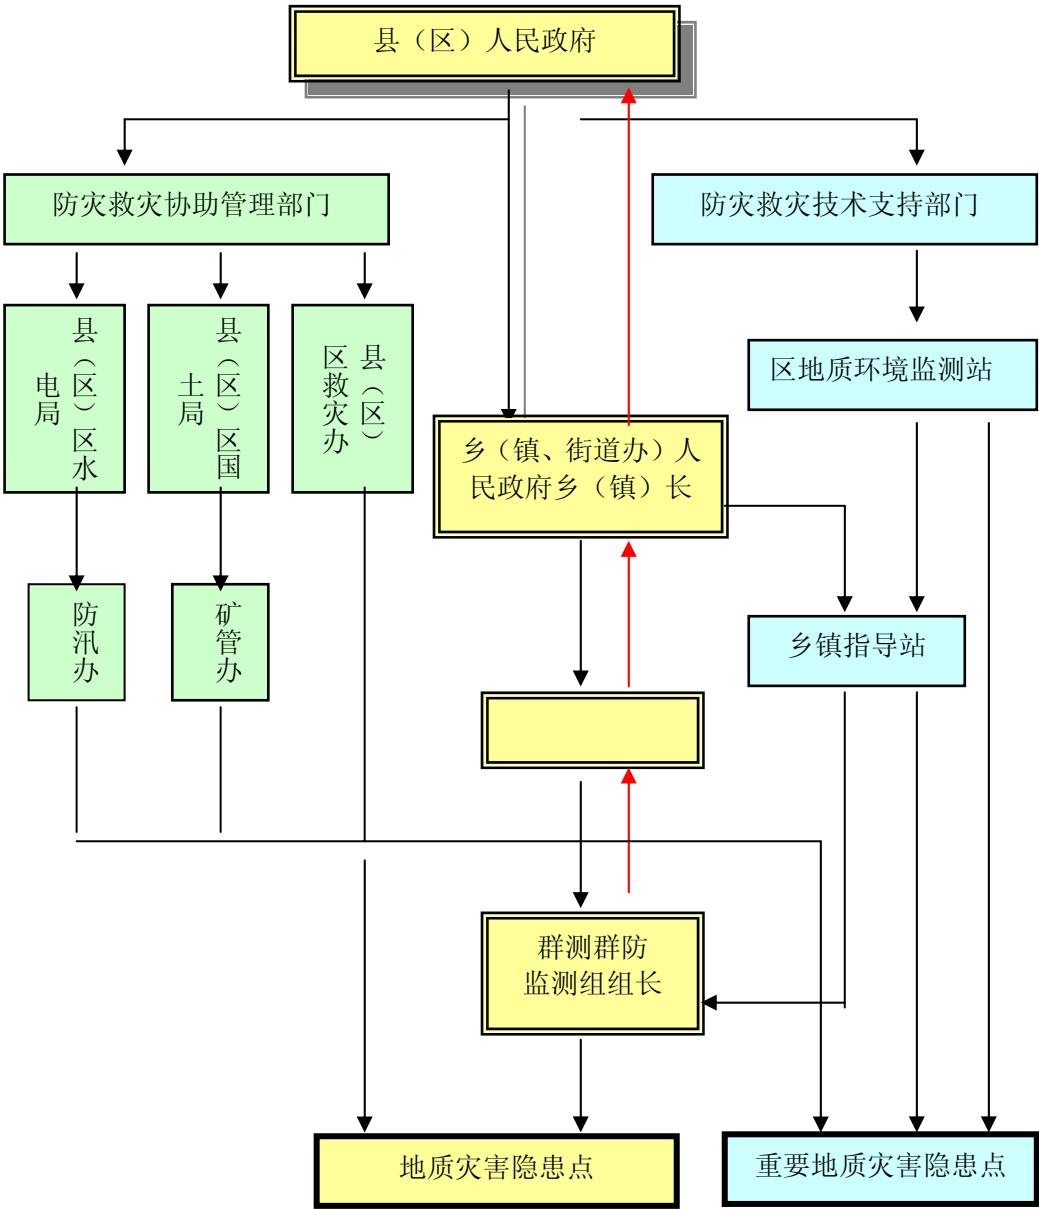 县（区）人民政府
防灾救灾协助管理部门
防灾救灾技术支持部门
县（区）区水
电局
县（区）区国
土局
县（区）
区救灾办
区地质环境监测站
乡（镇、街道办）人
民政府乡（镇）长
防汛办
矿管办
乡镇指导站
群测群防
监测组组长
地质灾害隐患点
重要地质灾害隐患点